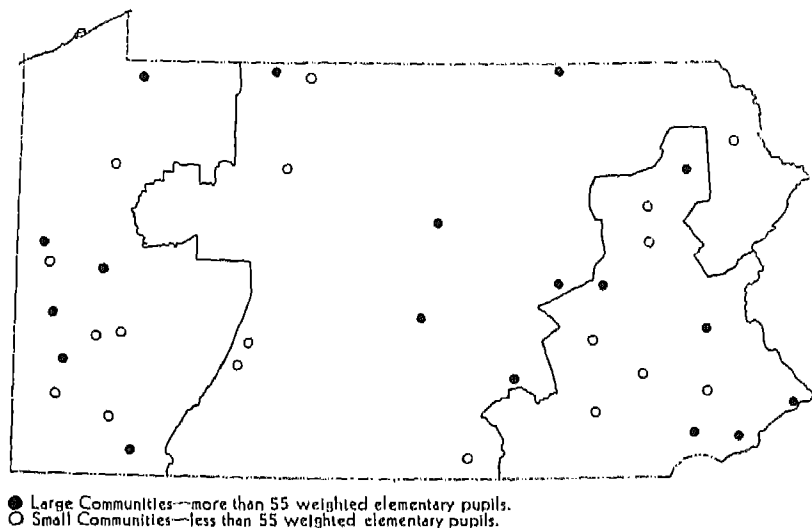 Large Communities—more than 55 weighted elementary pupils.
Small Communities—less than 55 weighted elementary pupils.